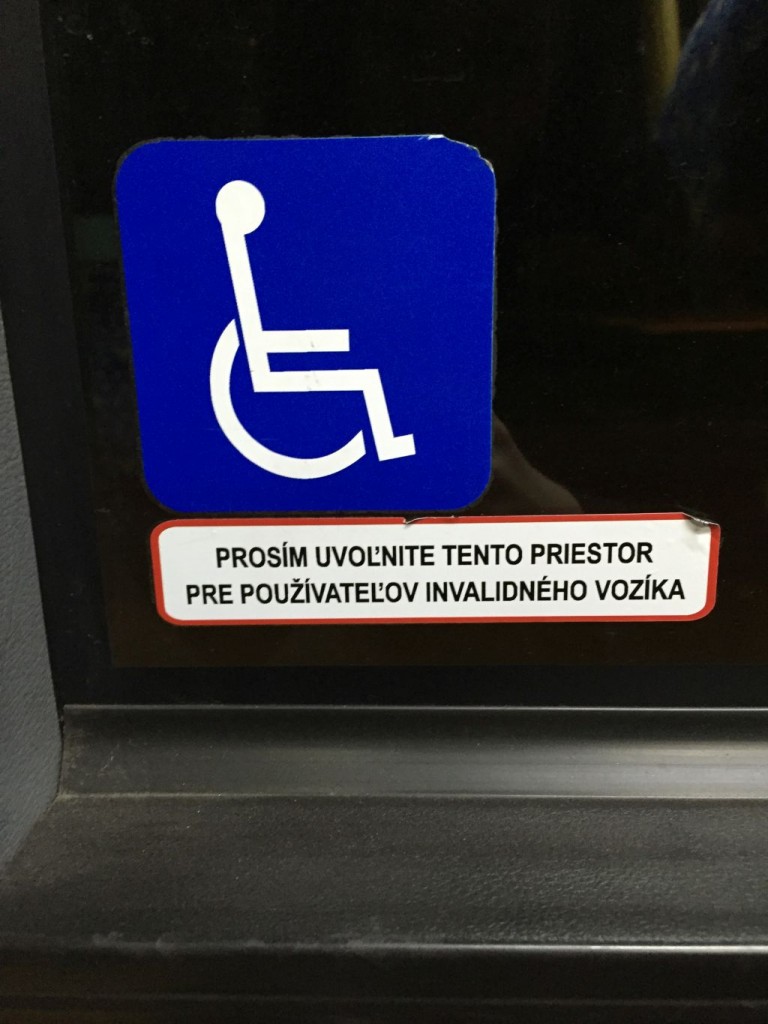 PROSÍM UVOĽNITE TENTO PRIESTOR
PRE POUŽÍVATEĽOV INVALIDNÉHO VOZÍKA